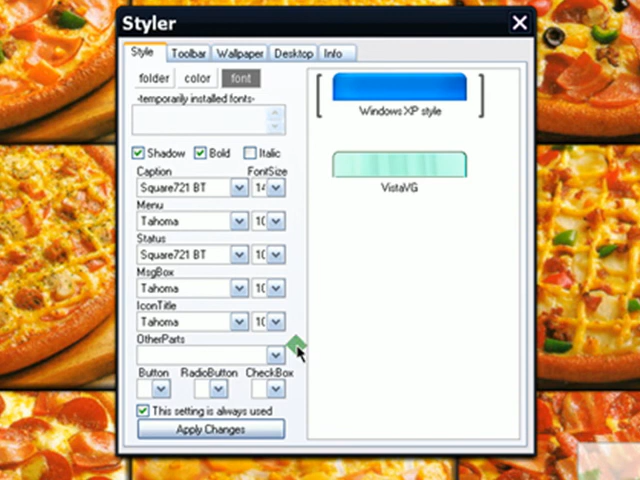 Styler
Style Toolbar Wallpaper Desktop Info
folder color font
-temporarily installed fonts-
Shadow Bold Italic
Caption FontSize
Square721 BT 14
Menu
Tahoma 10
Status
Square721 BT 10
MsgBox
Tahoma 10
IconTitle
Tahoma 10
OtherParts
Button RadioButton CheckBox
This setting is always used
Apply Changes
Windows XP style
VistaVG